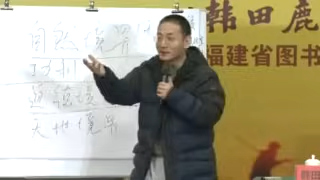 自然境界
功利
道德境
天地境界
韩田鹿
福建省图书